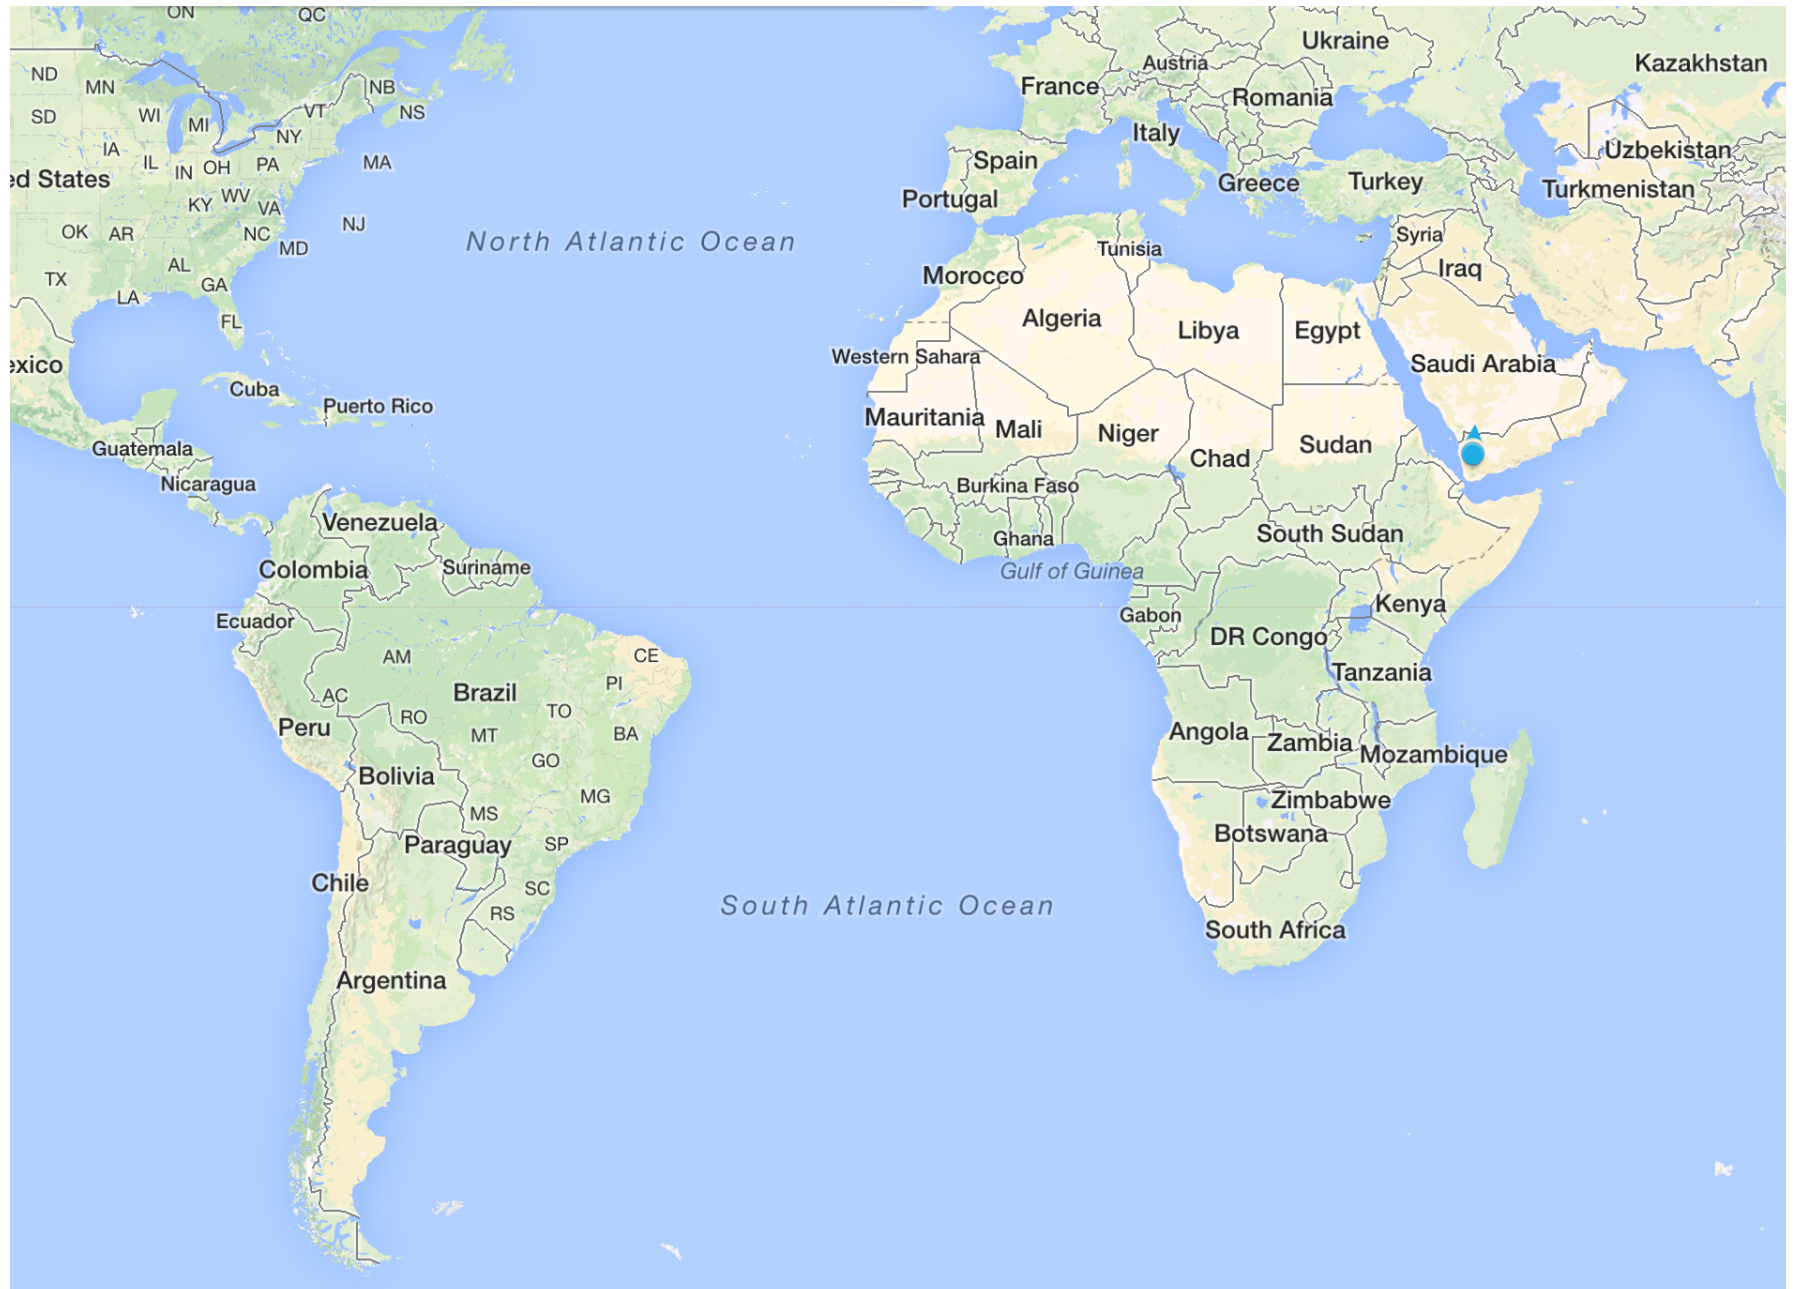 ON
QC
ND
MN
SD
WI
MI
VT
NB
NS
NY
IA
IL
IN
OH
PA
MA
ed States
KY
WV
VA
NJ
OK
AR
NC
MD
TX
AL
GA
LA
FL
exico
Cuba
Puerto Rico
Guatemala
Nicaragua
North Atlantic Ocean
Venezuela
Colombia
Suriname
Ecuador
AM
CE
AC
Brazil
PI
Peru
RO
TO
MT
BA
GO
Bolivia
MG
MS
Paraguay
SP
Chile
SC
RS
Argentina
South Atlantic Ocean
Ukraine
Austria
Kazakhstan
France
Romania
Italy
Spain
Uzbekistan
Portugal
Greece
Turkey
Turkmenistan
Tunisia
Syria
Morocco
Iraq
Algeria
Libya
Egypt
Western Sahara
Saudi Arabia
Mauritania
Mali
Niger
Sudan
Chad
Burkina Faso
Ghana
South Sudan
Gulf of Guinea
Gabon
Kenya
DR Congo
Tanzania
Angola
Zambia
Mozambique
Zimbabwe
Botswana
South Africa